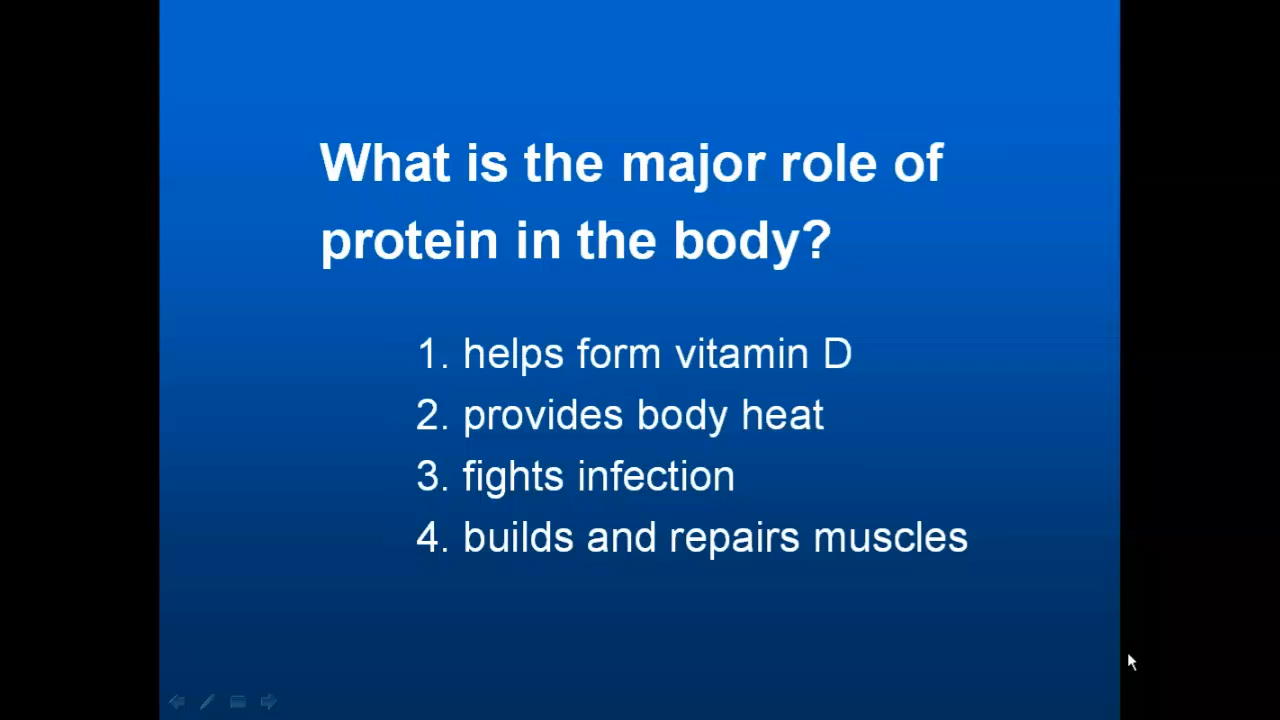 What is the major role of
protein in the body?
1. helps form vitamin D
2. provides body heat
3. fights infection
4. builds and repairs muscles